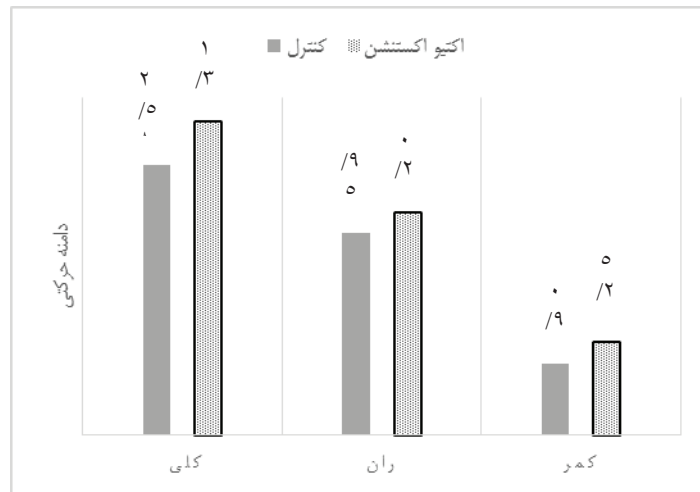 کنترل
اکتیو اکستنشن
۱
/۳
۲
/۵
۰
۰
/۲
/۹
۵
۵
/۲
۰
/۹
دامنه حرکتی
کلی
ران
کمر